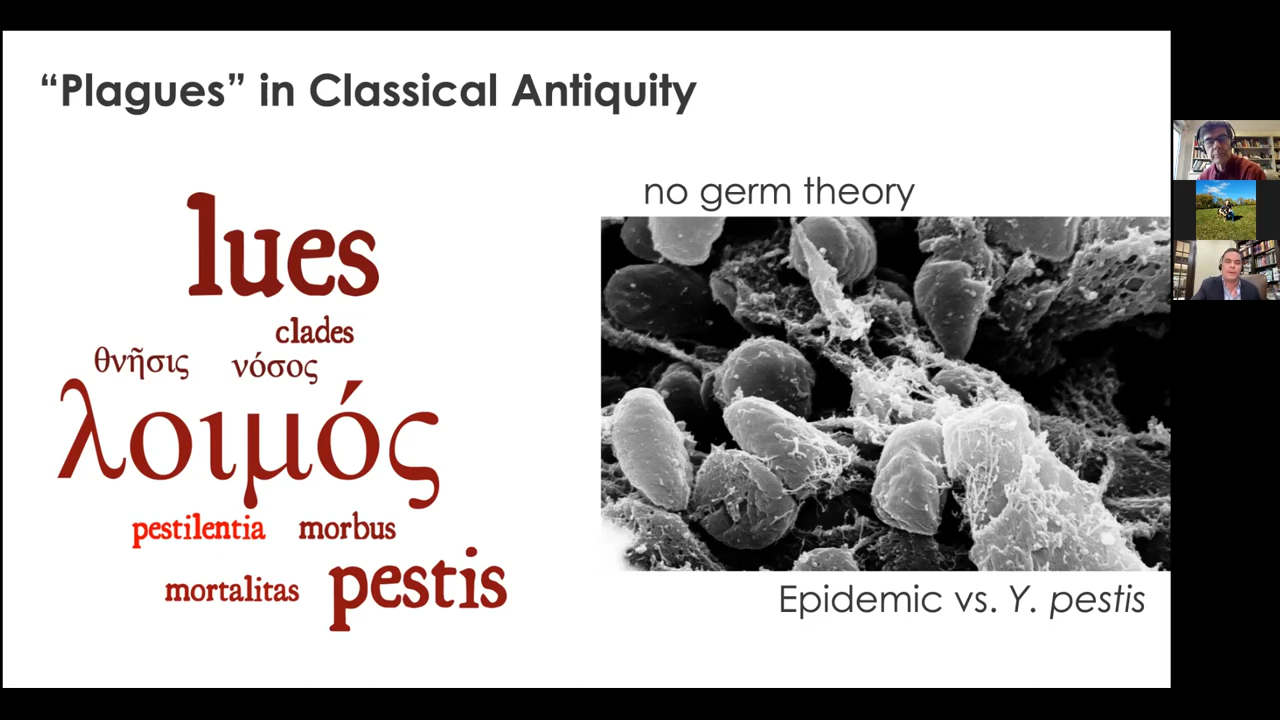 “Plagues” in Classical Antiquity
lues
clades
θνῆσις νόσος
λοιμός
pestilentia morbus
mortalitas pestis
no germ theory
Epidemic vs. Y. pestis